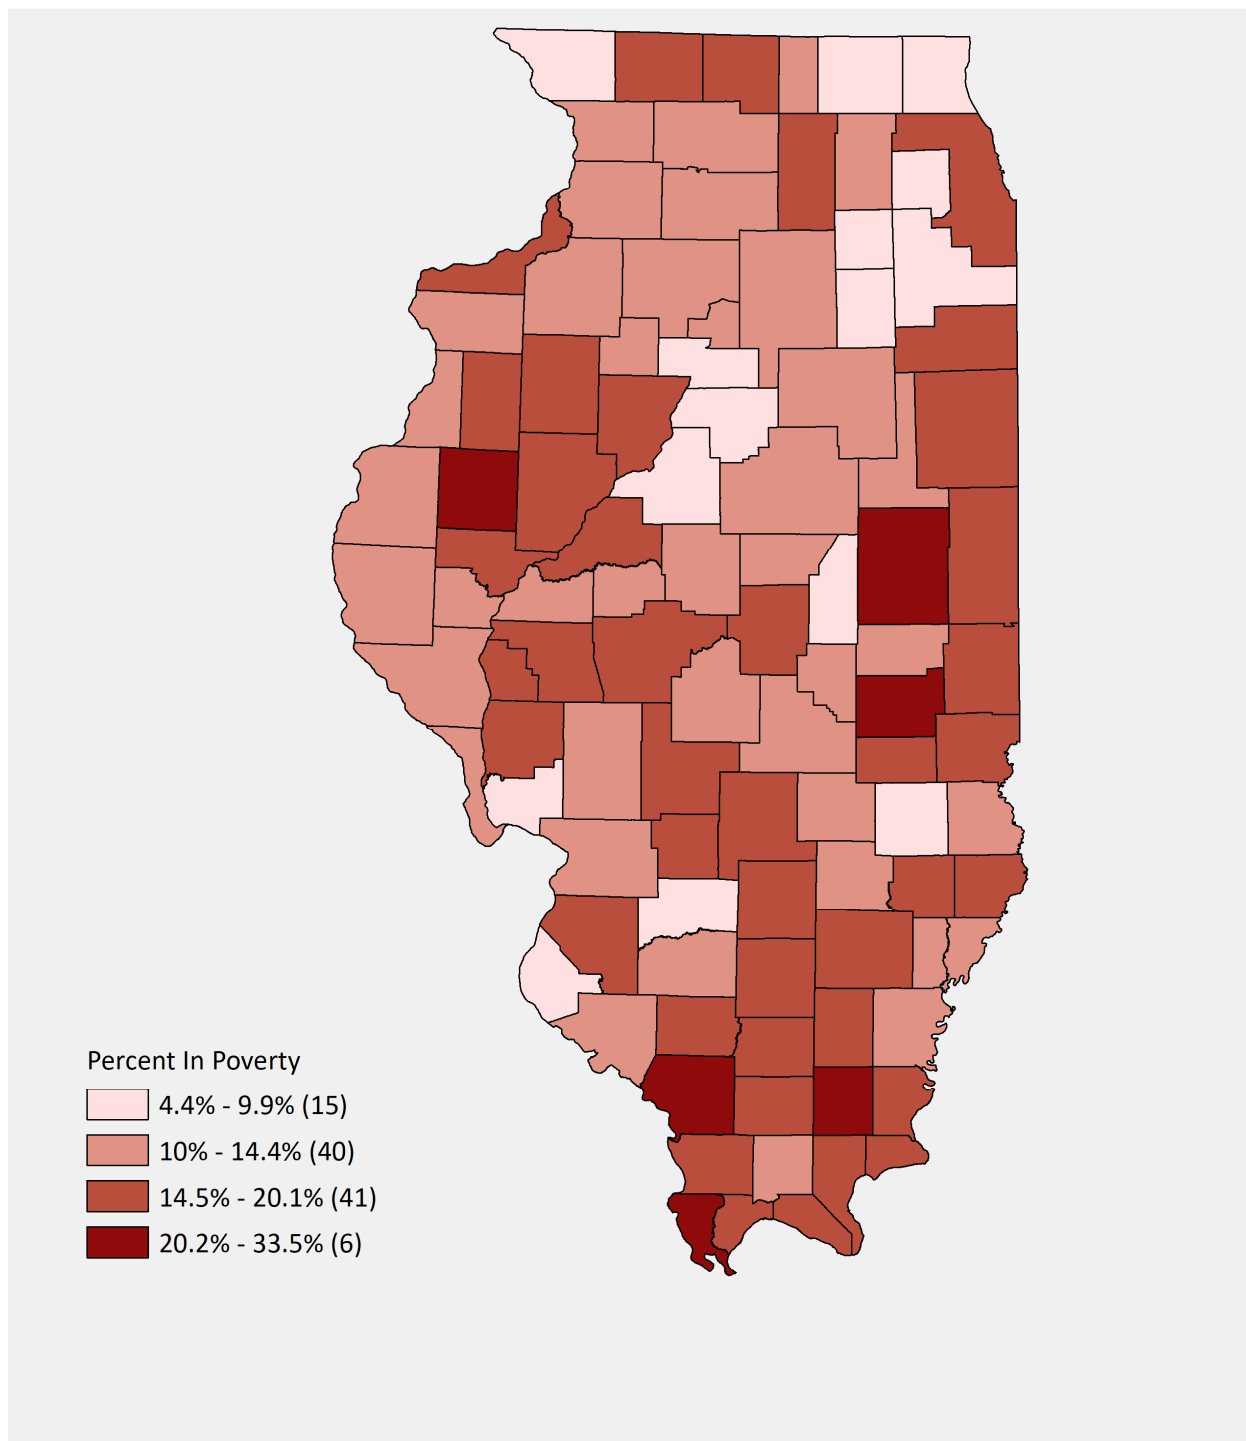 Percent In Poverty
4.4% - 9.9% (15)
10% - 14.4% (40)
14.5% - 20.1% (41)
20.2% - 33.5% (6)